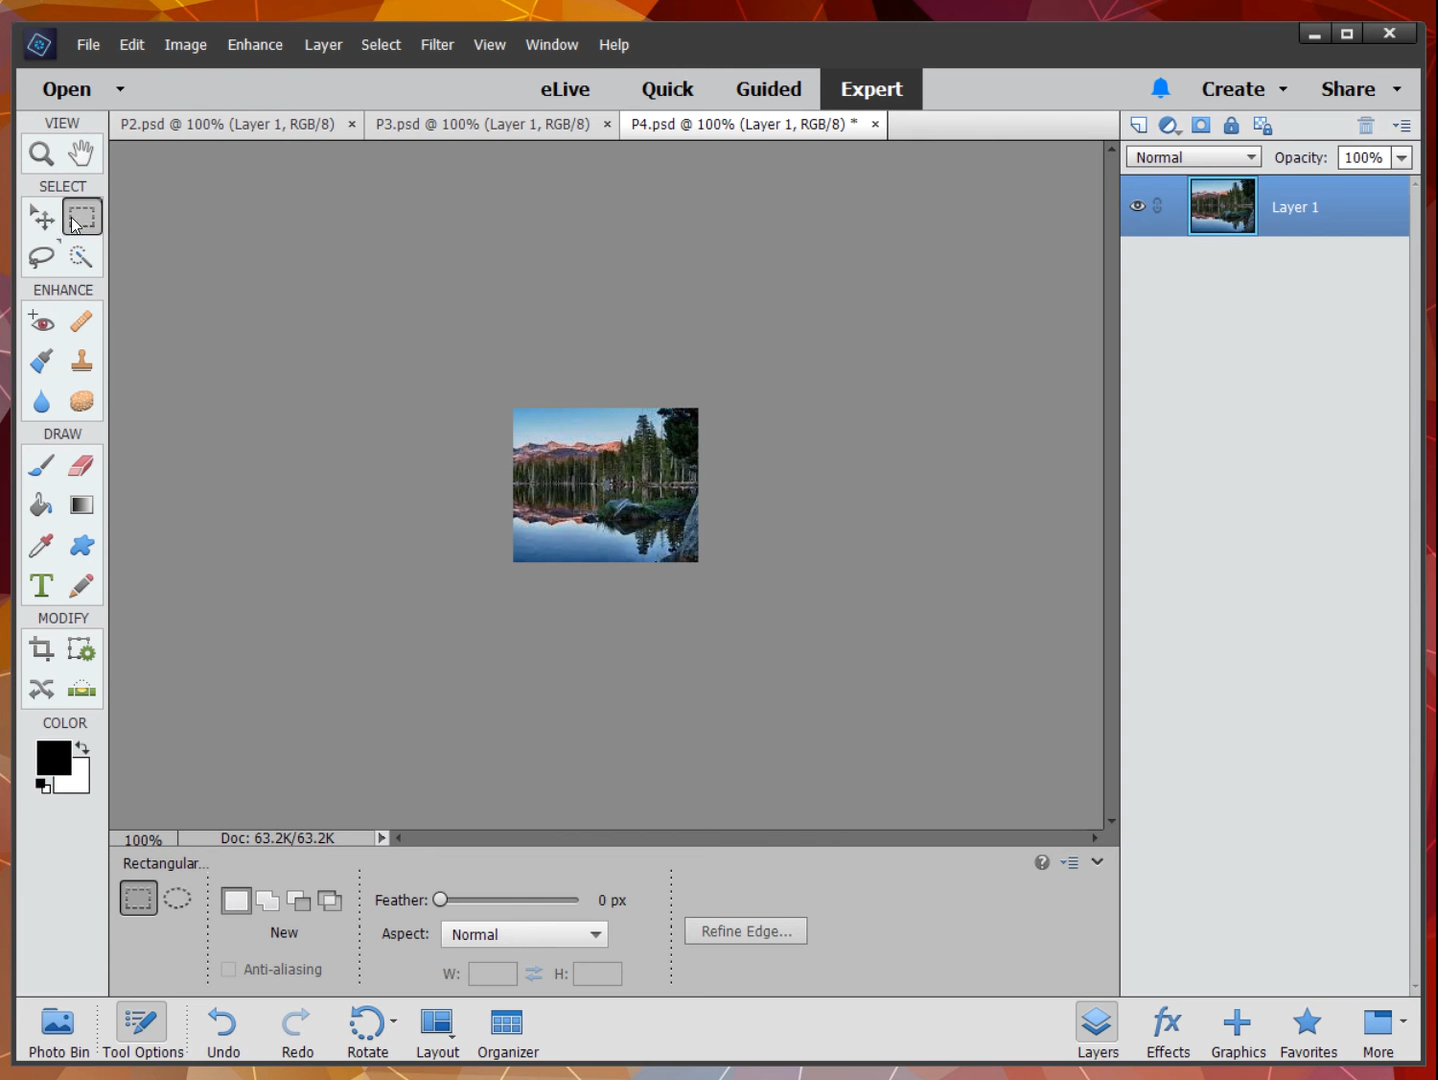 File Edit Image Enhance Layer Select Filter View Window Help
Open eLive Quick Guided Expert Create Share
VIEW
P2.psd @ 100% (Layer 1, RGB/8) × P3.psd @ 100% (Layer 1, RGB/8) × P4.psd @ 100% (Layer 1, RGB/8) * ×
Normal Opacity: 100%
SELECT
Layer 1
ENHANCE
DRAW
T
MODIFY
COLOR
100% Doc: 63.2K/63.2K
Rectangular...
Feather: 0 px
New Aspect: Normal Refine Edge...
Anti-aliasing W: H:
Photo Bin Tool Options Undo Redo Rotate Layout Organizer Layers fx Effects Graphics Favorites More